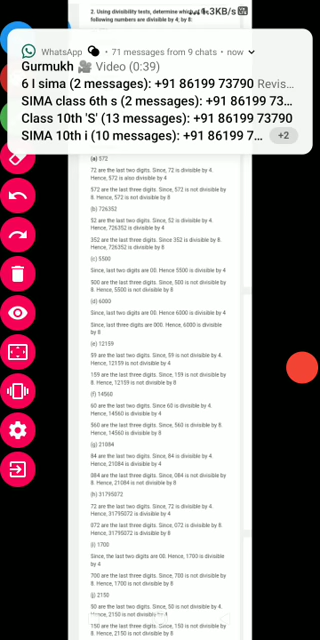 2. Using divisibility tests, determine which of the
following numbers are divisible by 4; by 8:
.3KB/s
WhatsApp • 71 messages from 9 chats • now
Gurmukh 🎥 Video (0:39)
6 I sima (2 messages): +91 86199 73790 Revis…
SIMA class 6th s (2 messages): +91 86199 73…
Class 10th 'S' (13 messages): +91 86199 73790
SIMA 10th i (10 messages): +91 86199 7…
+2
(a) 572
72 are the last two digits. Since, 72 is divisible by 4.
Hence, 572 is also divisible by 4
572 are the last three digits. Since, 572 is not divisible
by 8. Hence, 572 is not divisible by 8
(b) 726352
52 are the last two digits. Since, 52 is divisible by 4.
Hence, 726352 is divisible by 4
352 are the last three digits. Since 352 is divisible by
8. Hence, 726352 is divisible by 8
(c) 5500
Since, last two digits are 00. Hence 5500 is divisible by 4
500 are the last three digits. Since, 500 is not divisible by
8. Hence, 5500 is not divisible by 8
(d) 6000
Since, last two digits are 00. Hence 6000 is divisible by 4
Since, last three digits are 000. Hence, 6000 is divisible
by 8
(e) 12159
59 are the last two digits. Since, 59 is not divisible by
4. Hence, 12159 is not divisible by 4
159 are the last three digits. Since, 159 is not divisible by
8. Hence, 12159 is not divisible by 8
(f) 14560
60 are the last two digits. Since 60 is divisible by 4.
Hence, 14560 is divisible by 4
560 are the last three digits. Since, 560 is divisible by 8.
Hence, 14560 is divisible by 8
(g) 21084
84 are the last two digits. Since, 84 is divisible by 4.
Hence, 21084 is divisible by 4
084 are the last three digits. Since, 084 is not divisible by
8. Hence, 21084 is not divisible by 8
(h) 31795072
72 are the last two digits. Since, 72 is divisible by 4.
Hence, 31795072 is divisible by 4
072 are the last three digits. Since, 072 is divisible by 8.
Hence, 31795072 is divisible by 8
(i) 1700
Since, the last two digits are 00. Hence, 1700 is divisible
by 4
700 are the last three digits. Since, 700 is not divisible by
8. Hence, 1700 is not divisible by 8
(j) 2150
50 are the last two digits. Since, 50 is not divisible by 4.
Hence, 2150 is not divisible by 4
150 are the last three digits. Since, 150 is not divisible by
8. Hence, 2150 is not divisible by 8